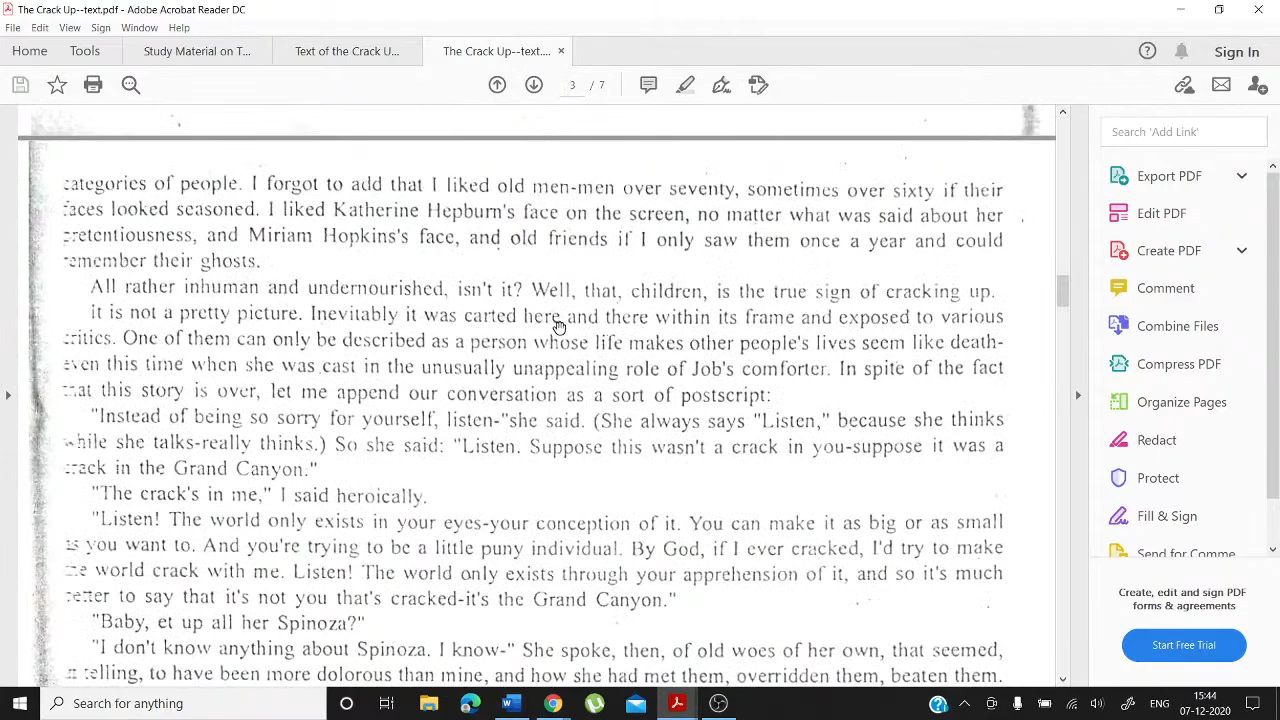 The Crack Up--text.pdf - Adobe Acrobat Reader DC
File Edit View Sign Window Help
Home Tools Study Material on T... Text of the Crack U... The Crack Up--text.... × Sign In
3 / 7
Search 'Add Link'
categories of people. I forgot to add that I liked old men-men over seventy, sometimes over sixty if their
faces looked seasoned. I liked Katherine Hepburn's face on the screen, no matter what was said about her
pretentiousness, and Miriam Hopkins's face, and old friends if I only saw them once a year and could
remember their ghosts.
All rather inhuman and undernourished, isn't it? Well, that, children, is the true sign of cracking up.
it is not a pretty picture. Inevitably it was carted here and there within its frame and exposed to various
critics. One of them can only be described as a person whose life makes other people's lives seem like death-
even this time when she was cast in the unusually unappealing role of Job's comforter. In spite of the fact
that this story is over, let me append our conversation as a sort of postscript:
"Instead of being so sorry for yourself, listen-"she said. (She always says "Listen," because she thinks
while she talks-really thinks.) So she said: "Listen. Suppose this wasn't a crack in you-suppose it was a
crack in the Grand Canyon."
"The crack's in me," I said heroically.
"Listen! The world only exists in your eyes-your conception of it. You can make it as big or as small
as you want to. And you're trying to be a little puny individual. By God, if I ever cracked, I'd try to make
the world crack with me. Listen! The world only exists through your apprehension of it, and so it's much
better to say that it's not you that's cracked-it's the Grand Canyon."
"Baby, et up all her Spinoza?"
"I don't know anything about Spinoza. I know-" She spoke, then, of old woes of her own, that seemed,
in telling, to have been more dolorous than mine, and how she had met them, overridden them, beaten them.
Export PDF
Edit PDF
Create PDF
Comment
Combine Files
Compress PDF
Organize Pages
Redact
Protect
Fill & Sign
Send for Comme
Create, edit and sign PDF
forms & agreements
Start Free Trial
Search for anything
ENG
15:44
07-12-2020